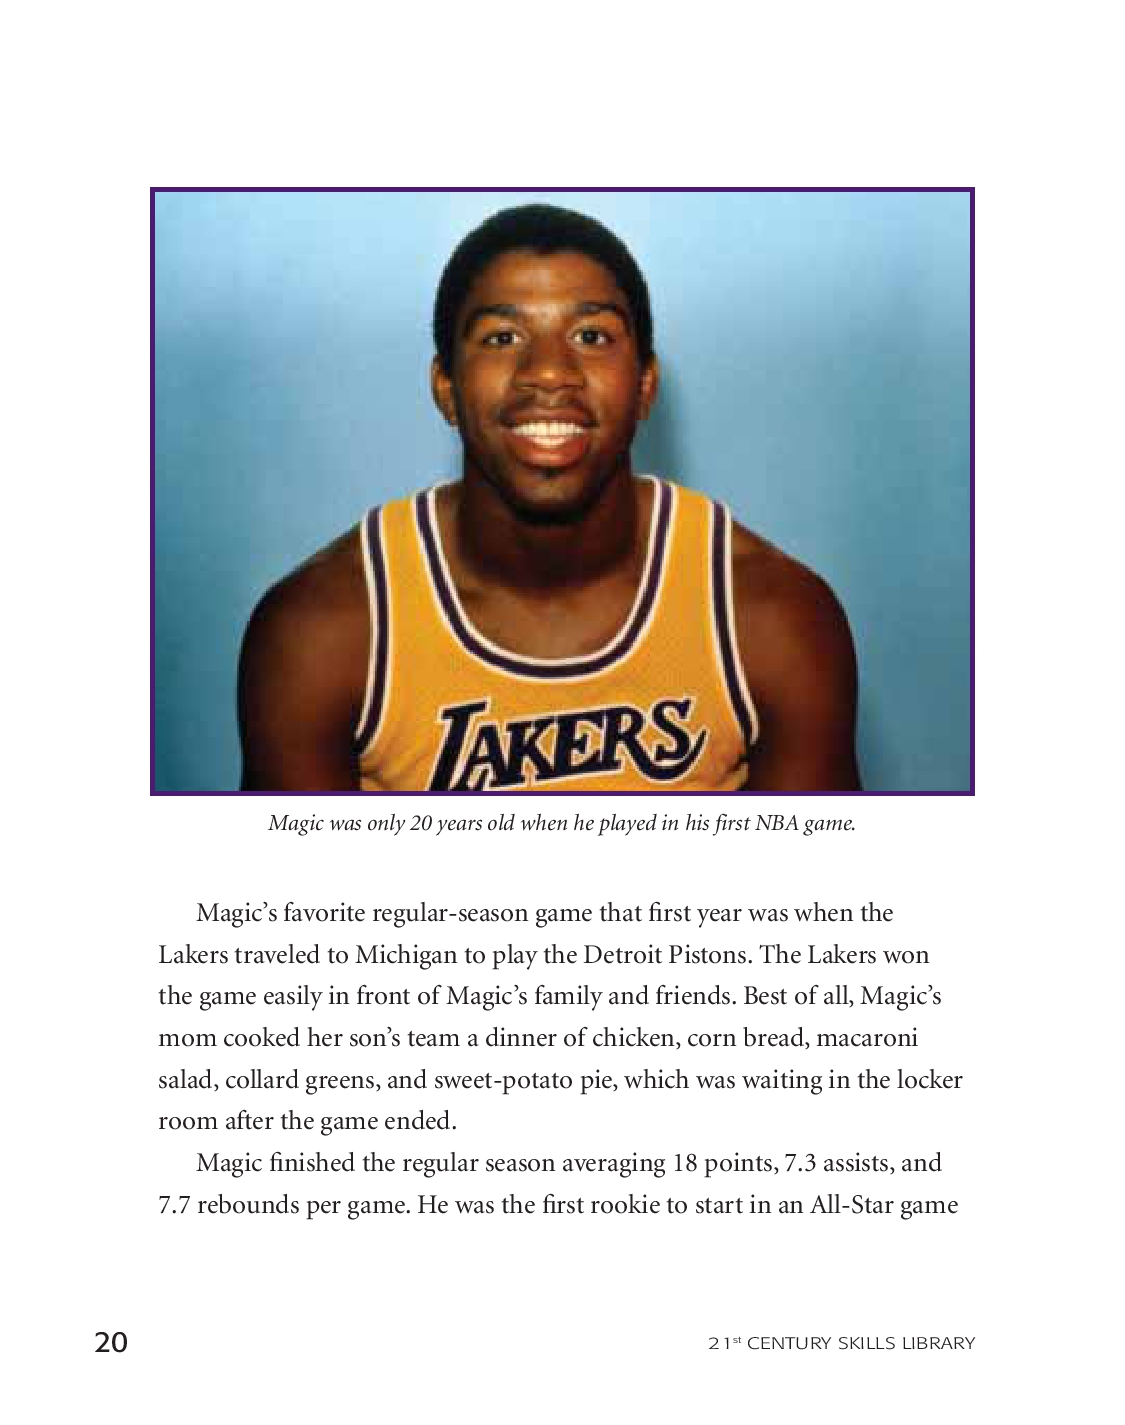 LAKERS
Magic was only 20 years old when he played in his first NBA game.
Magic’s favorite regular-season game that first year was when the
Lakers traveled to Michigan to play the Detroit Pistons. The Lakers won
the game easily in front of Magic’s family and friends. Best of all, Magic’s
mom cooked her son’s team a dinner of chicken, corn bread, macaroni
salad, collard greens, and sweet-potato pie, which was waiting in the locker
room after the game ended.
Magic finished the regular season averaging 18 points, 7.3 assists, and
7.7 rebounds per game. He was the first rookie to start in an All-Star game
20
21st CENTURY SKILLS LIBRARY